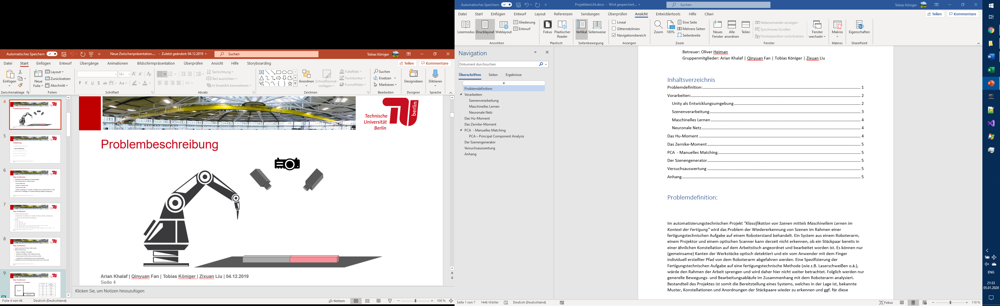 Automatisches Speichern
Neue Zwischenpräsentation.... - Zuletzt geändert: 04.12.2019
Suchen
Tobias Königer
Datei Start Einfügen Entwurf Übergänge Animationen Bildschirmpräsentation Überprüfen Ansicht Hilfe Storyboarding
Teilen Kommentare
Einfügen
Neue Folie
Layout
Zurücksetzen
Abschnitt
18+
F K U S ab AV Aa A
Textrichtung
Text ausrichten
In SmartArt konvertieren
Anordnen
Schnellformat-vorlagen
Fülleffekt
Formkontur
Formeffekte
Suchen
Ersetzen
Markieren
Designideen
Diktieren
Zwischenablage Folien Schriftart Absatz Zeichnen Bearbeiten Designer Sprache
4
Problembeschreibung
5
Gliederung
Das Hu-Moment
6
Das Hu-Moment
7
Das Hu-Moment
8
Das Hu-Moment
9
Das Hu-Moment
Technische
Universität
Berlin
berlin
Problembeschreibung
Arian Khalaf | Qinyuan Fan | Tobias Königer | Zixuan Liu | 04.12.2019
Seite 4
Klicken Sie, um Notizen hinzuzufügen
Folie 4 von 46 Deutsch (Deutschland) Notizen 100 %
Automatisches Speichern
Projektbericht.docx - Wird gespeichert...
Suchen
Tobias Königer
Datei Start Einfügen Entwurf Layout Referenzen Sendungen Überprüfen Ansicht Entwicklertools Hilfe Citavi
Teilen Kommentare
Lesemodus Drucklayout Weblayout
Gliederung
Entwurf
Fokus Plastischer Reader
Vertikal Seitenweise
Lineal
Gitternetzlinien
Navigationsbereich
Zoom 100%
100
Eine Seite
Mehrere Seiten
Seitenbreite
Neues Fenster
Alle anordnen
Teilen
Nebeneinander anzeigen
Synchrones Scrollen
Fensterposition zurücksetzen
Fenster wechseln
Makros
Eigenschaften
Ansichten Plastisch Seitenbewegung Anzeigen Zoom Fenster Makros SharePoint
Navigation
Dokument durchsuchen
Überschriften Seiten Ergebnisse
Problemdefinition:
Vorarbeiten:
Szenenverarbeitung
Maschinelles Lernen
Neuronale Netz
Das Hu-Moment
Das Zernike-Moment
PCA - Manuelles Matching
PCA – Principal Component Analysis
Der Szenengenerator
Versuchsauswertung
Anhang
Betreuer: Oliver Heiman
Gruppenmitglieder: Arian Khalaf | Qinyuan Fan | Tobias Königer | Zixuan Liu
Inhaltsverzeichnis
Problemdefinition: 1
Vorarbeiten: 2
Unity als Entwicklungsumgebung 2
Szenenverarbeitung 3
Maschinelles Lernen 4
Neuronale Netz 4
Das Hu-Moment 4
Das Zernike-Moment 5
PCA - Manuelles Matching 5
Der Szenengenerator 5
Versuchsauswertung 5
Anhang 5
Problemdefinition:
Im automatisierungstechnischen Projekt "Klassifikation von Szenen mittels Maschinellem Lernen im
Kontext der Fertigung" wird das Problem der Wiedererkennung von Szenen im Rahmen einer
fertigungstechnischen Aufgabe auf einem Roboterstand behandelt. Ein System aus einem Roboterarm,
einem Projektor und einem optischen Scanner kann derzeit nicht erkennen, ob ein Stückpaar bereits in
einer ähnlichen Konstellation auf dem Arbeitstisch angeordnet und bearbeitet worden ist. Es können nur
(gemeinsame) Kanten der Werkstücke optisch detektiert und ein vom Anwender mit dem Finger
individuell erstellter Pfad von dem Roboterarm abgefahren werden. Eine Spezifizierung der
Fertigungstechnischen Aufgabe auf eine fertigungstechnische Methode (wie z.B. Laserschweißen o.ä.),
würde den Rahmen der Arbeit sprengen und wird daher hier nicht weiter betrachtet. Folglich werden nur
generelle Bewegungs- und Bearbeitungsabläufe im Zusammenhang mit dem Roboterarm analysiert.
Bestandteil des Projektes ist somit die Bereitstellung eines Systems, welches in der Lage ist, bekannte
Muster, Konstellationen und Anordnungen der Stückpaare wieder zu erkennen und ggf. für diese
Seite 1 von 7 1446 Wörter Deutsch (Deutschland) Fokus 110 %
ENG
21:33
05.01.2020